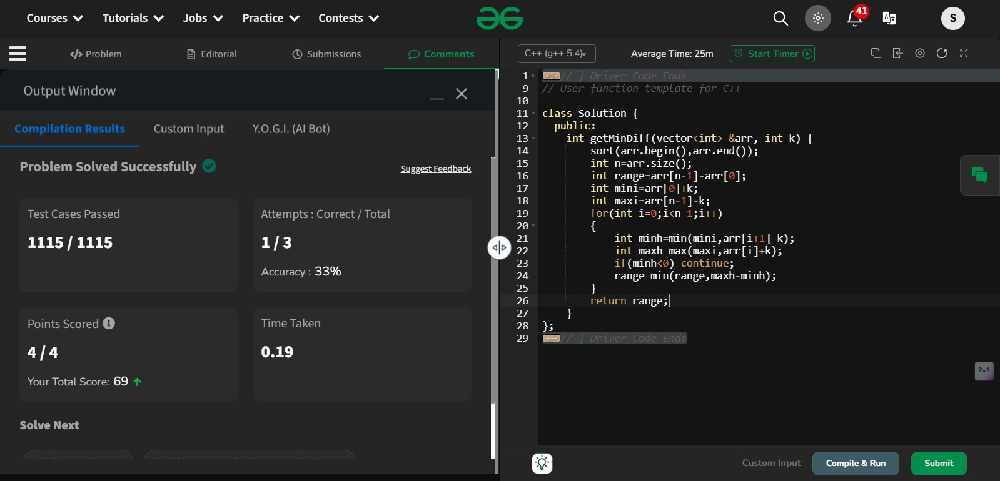 Courses Tutorials Jobs Practice Contests
41
S
</> Problem Editorial Submissions Comments
Output Window
Compilation Results Custom Input Y.O.G.I. (AI Bot)
Problem Solved Successfully
Suggest Feedback
Test Cases Passed
1115 / 1115
Attempts : Correct / Total
1 / 3
Accuracy : 33%
Points Scored
4 / 4
Your Total Score: 69
Time Taken
0.19
Solve Next
C++ (g++ 5.4) Average Time: 25m Start Timer
1 // } Driver Code Ends
9 // User function template for C++
10
11 class Solution {
12 public:
13 int getMinDiff(vector<int> &arr, int k) {
14 sort(arr.begin(),arr.end());
15 int n=arr.size();
16 int range=arr[n-1]-arr[0];
17 int mini=arr[0]+k;
18 int maxi=arr[n-1]-k;
19 for(int i=0;i<n-1;i++)
20 {
21 int minh=min(mini,arr[i+1]-k);
22 int maxh=max(maxi,arr[i]+k);
23 if(minh<0) continue;
24 range=min(range,maxh-minh);
25 }
26 return range;
27 }
28 };
29 // } Driver Code Ends
Custom Input Compile & Run Submit